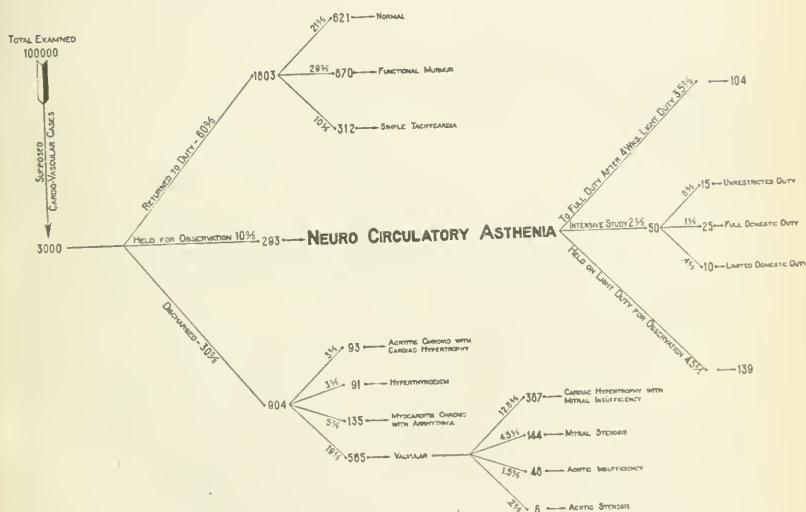 TOTAL EXAMINED
100000
SUPPOSED
CARDIO-VASCULAR CASES
3000
RETURNED TO DUTY - 60%
1803
21%
621
NORMAL
29%
870
FUNCTIONAL MURMUR
10%
312
SIMPLE TACHYCARDIA
HELD FOR OBSERVATION 10%
293
NEURO CIRCULATORY ASTHENIA
TO FULL DUTY AFTER 4 WKS. LIGHT DUTY 3.5%
104
INTENSIVE STUDY 2%
50
15
UNRESTRICTED DUTY
1%
25
FULL DOMESTIC DUTY
.4%
10
LIMITED DOMESTIC DUTY
HELD ON LIGHT DUTY FOR OBSERVATION 4.5%
139
DISCHARGED - 30%
904
3%
93
AORTITIS CHRONIC WITH
CARDIAC HYPERTROPHY
3%
91
HYPERTHYROIDISM
5%
135
MYOCARDITIS CHRONIC
WITH ARRHYTHMIA
19%
585
VALVULAR
12.8%
387
CARDIAC HYPERTROPHY WITH
MITRAL INSUFFICIENCY
4.5%
144
MITRAL STENOSIS
1.5%
48
AORTIC INSUFFICIENCY
6
AORTIC STENOSIS